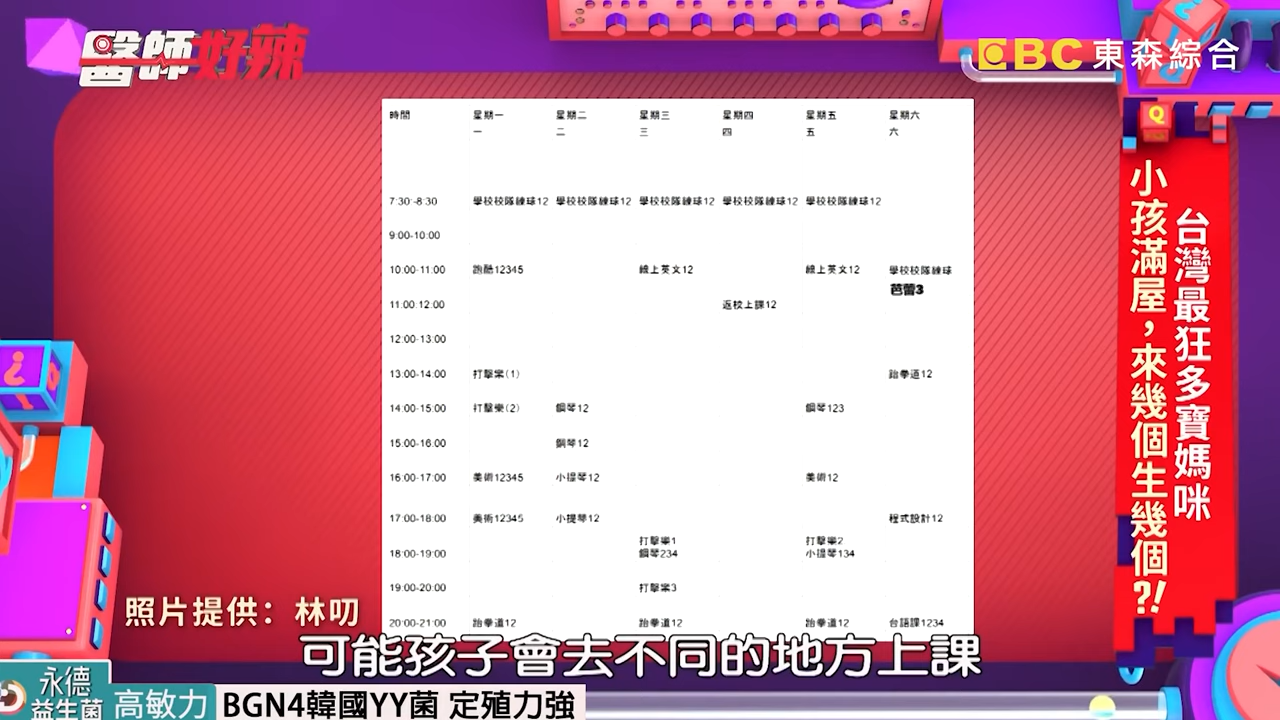 醫師好辣
EBC 東森綜合
Q
台灣最狂多寶媽咪
小孩滿屋,來幾個生幾個?!
時間 星期一 星期二 星期三 星期四 星期五 星期六
一 二 三 四 五 六
7:30-8:30 學校校隊練球12 學校校隊練球12 學校校隊練球12 學校校隊練球12 學校校隊練球12
9:00-10:00
10:00-11:00 跑酷12345 線上英文12 線上英文12 學校校隊練球
芭蕾3
11:00-12:00 返校上課12
12:00-13:00
13:00-14:00 打擊樂(1) 跆拳道12
14:00-15:00 打擊樂(2) 鋼琴12 鋼琴123
15:00-16:00 鋼琴12
16:00-17:00 美術12345 小提琴12 美術12
17:00-18:00 美術12345 小提琴12 程式設計12
打擊樂1 打擊樂2
18:00-19:00 鋼琴234 小提琴134
19:00-20:00 打擊樂3
20:00-21:00 跆拳道12 跆拳道12 跆拳道12 台語課1234
照片提供:林叨
可能孩子會去不同的地方上課
永德
益生菌
高敏力
BGN4韓國YY菌 定殖力強